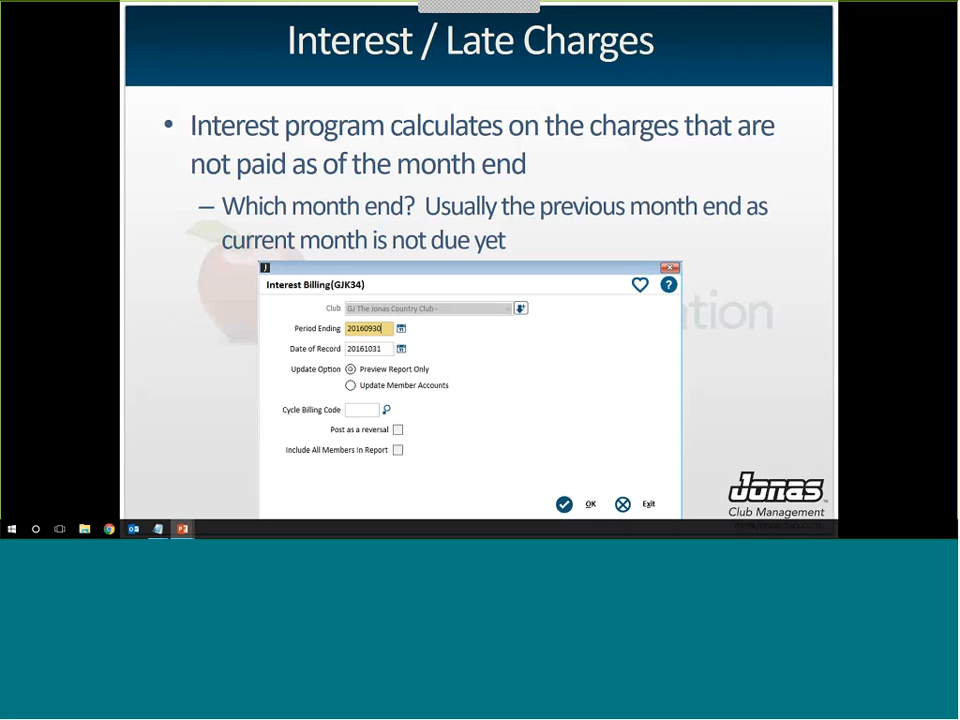 Interest / Late Charges
• Interest program calculates on the charges that are
not paid as of the month end
– Which month end? Usually the previous month end as
current month is not due yet
Interest Billing(GJK34)
Club GJ The Jonas Country Club -
Period Ending 20160930
Date of Record 20161031
Update Option Preview Report Only
Update Member Accounts
Cycle Billing Code
Post as a reversal
Include All Members In Report
OK Exit
Jonas
Club Management